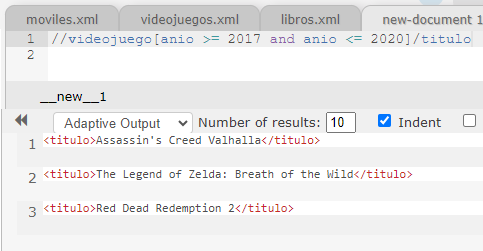 moviles.xml videojuegos.xml libros.xml new-document 1
1 //videojuego[anio >= 2017 and anio <= 2020]/titulo
2
__new__1
Adaptive Output Number of results: 10 Indent
1 <titulo>Assassin's Creed Valhalla</titulo>
2 <titulo>The Legend of Zelda: Breath of the Wild</titulo>
3 <titulo>Red Dead Redemption 2</titulo>